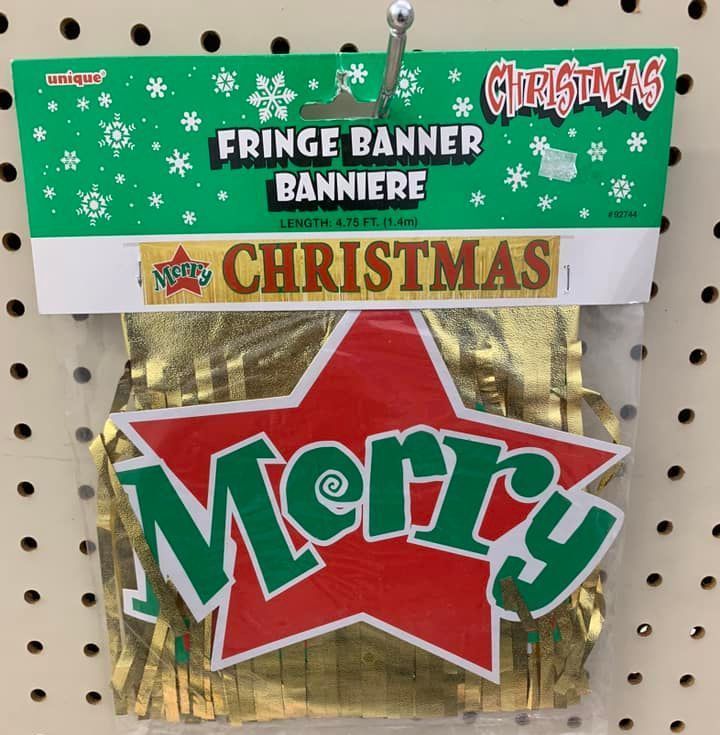 unique®
CHRISTMAS
FRINGE BANNER
BANNIERE
LENGTH: 4.75 FT. (1.4m)
#92744
Merry CHRISTMAS
Merry